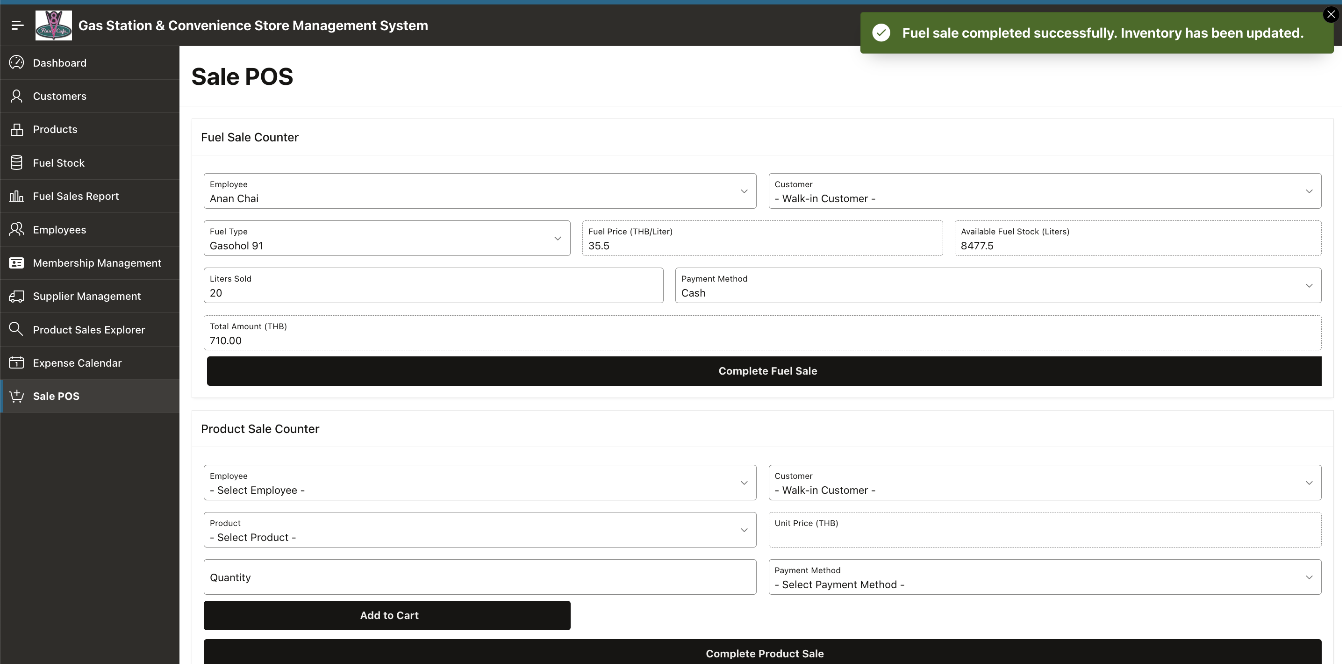 Gas Station & Convenience Store Management System
Fuel sale completed successfully. Inventory has been updated.
Dashboard
Customers
Products
Fuel Stock
Fuel Sales Report
Employees
Membership Management
Supplier Management
Product Sales Explorer
Expense Calendar
Sale POS
Sale POS
Fuel Sale Counter
Employee
Anan Chai
Customer
- Walk-in Customer -
Fuel Type
Gasohol 91
Fuel Price (THB/Liter)
35.5
Available Fuel Stock (Liters)
8477.5
Liters Sold
20
Payment Method
Cash
Total Amount (THB)
710.00
Complete Fuel Sale
Product Sale Counter
Employee
- Select Employee -
Customer
- Walk-in Customer -
Product
- Select Product -
Unit Price (THB)
Quantity
Payment Method
- Select Payment Method -
Add to Cart
Complete Product Sale